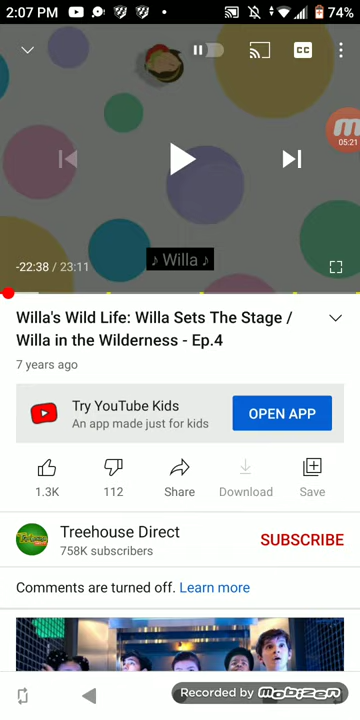 2:07 PM
74%
CC
05:21
♪ Willa ♪
-22:38 / 23:11
Willa's Wild Life: Willa Sets The Stage /
Willa in the Wilderness - Ep.4
7 years ago
Try YouTube Kids
An app made just for kids
OPEN APP
1.3K
112
Share
Download
Save
Treehouse Direct
758K subscribers
SUBSCRIBE
Comments are turned off. Learn more
Recorded by mobizen